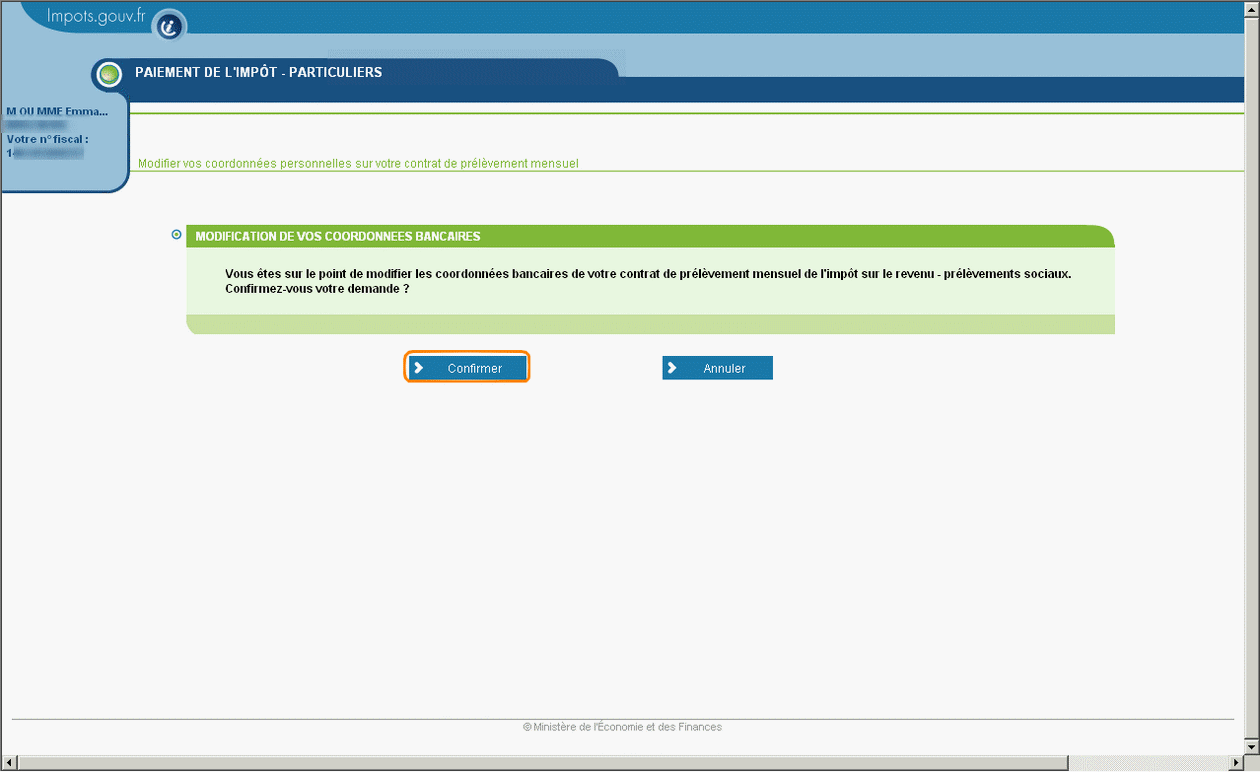 Impots.gouv.fr
PAIEMENT DE L'IMPÔT - PARTICULIERS
M OU MME Emma...
Votre n° fiscal :
1
Modifier vos coordonnées personnelles sur votre contrat de prélèvement mensuel
MODIFICATION DE VOS COORDONNEES BANCAIRES
Vous êtes sur le point de modifier les coordonnées bancaires de votre contrat de prélèvement mensuel de l'impôt sur le revenu - prélèvements sociaux.
Confirmez-vous votre demande ?
Confirmer
Annuler
© Ministère de l'Économie et des Finances